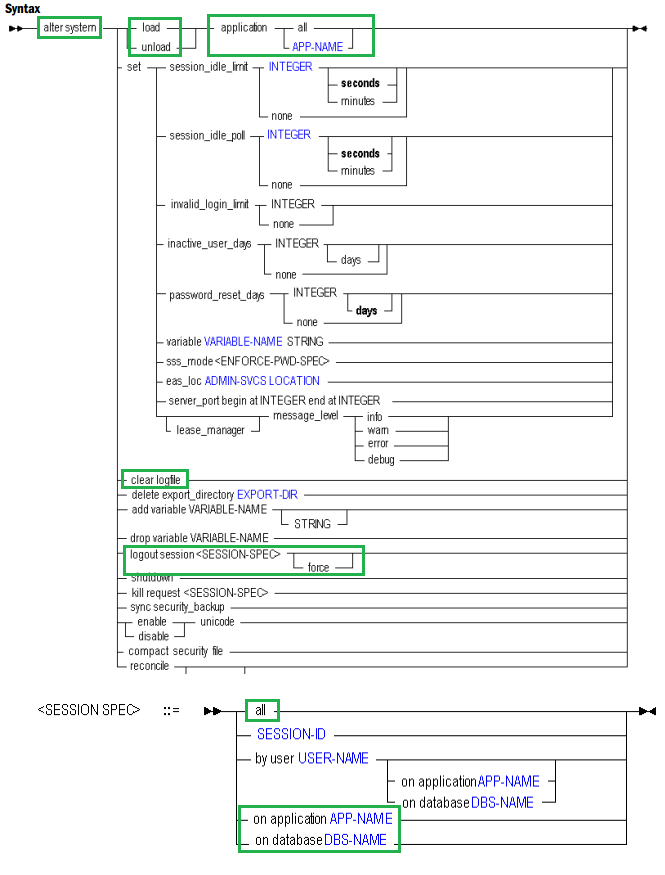 Syntax
alter system load application all
unload APP-NAME
set session_idle_limit INTEGER
seconds
minutes
none
session_idle_poll INTEGER
seconds
minutes
none
invalid_login_limit INTEGER
none
inactive_user_days INTEGER
days
none
password_reset_days INTEGER
days
none
variable VARIABLE-NAME STRING
sss_mode <ENFORCE-PWD-SPEC>
eas_loc ADMIN-SVCS LOCATION
server_port begin at INTEGER end at INTEGER
message_level info
lease_manager warn
error
debug
clear logfile
delete export_directory EXPORT-DIR
add variable VARIABLE-NAME
STRING
drop variable VARIABLE-NAME
logout session <SESSION-SPEC>
force
shutdown
kill request <SESSION-SPEC>
sync security_backup
enable unicode
disable
compact security file
reconcile
<SESSION SPEC> ::= all
SESSION-ID
by user USER-NAME
on application APP-NAME
on database DBS-NAME
on application APP-NAME
on database DBS-NAME